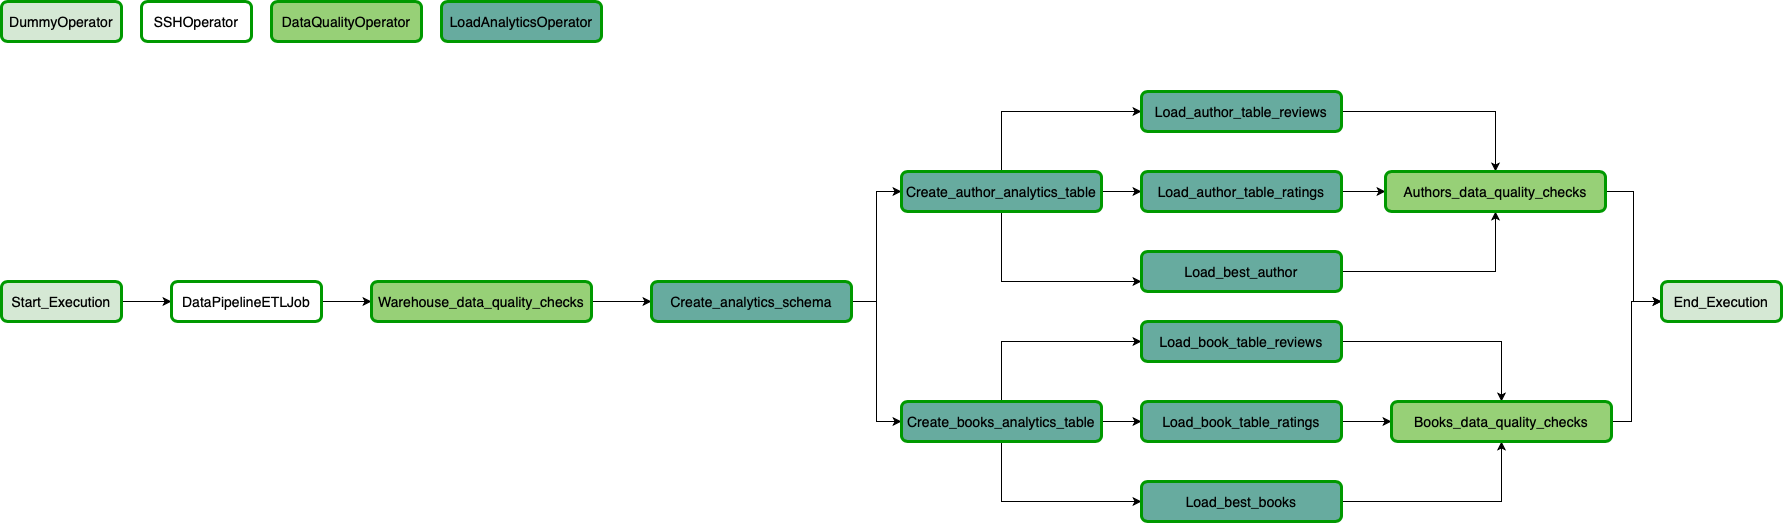 DummyOperator
SSHOperator
DataQualityOperator
LoadAnalyticsOperator
Load_author_table_reviews
Create_author_analytics_table
Load_author_table_ratings
Authors_data_quality_checks
Load_best_author
Start_Execution
DataPipelineETLJob
Warehouse_data_quality_checks
Create_analytics_schema
End_Execution
Load_book_table_reviews
Create_books_analytics_table
Load_book_table_ratings
Books_data_quality_checks
Load_best_books